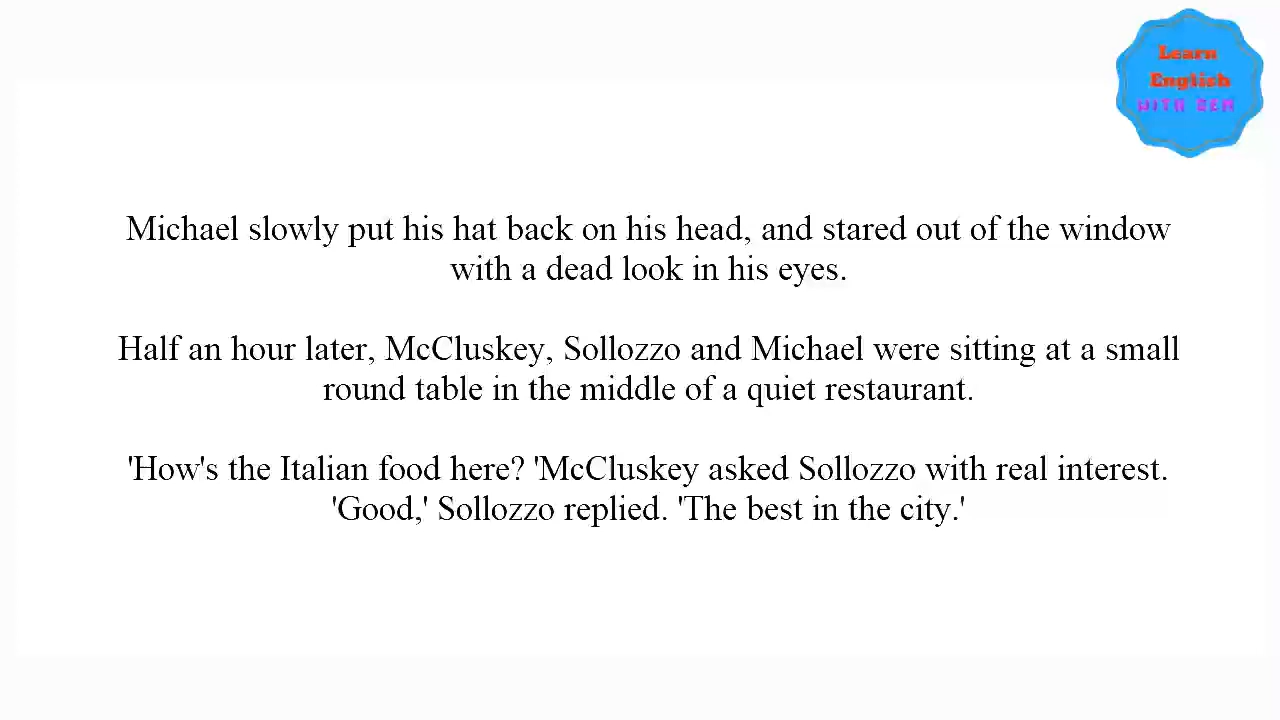 Learn
English
WITH GEM
Michael slowly put his hat back on his head, and stared out of the window
with a dead look in his eyes.
Half an hour later, McCluskey, Sollozzo and Michael were sitting at a small
round table in the middle of a quiet restaurant.
'How's the Italian food here? 'McCluskey asked Sollozzo with real interest.
'Good,' Sollozzo replied. 'The best in the city.'